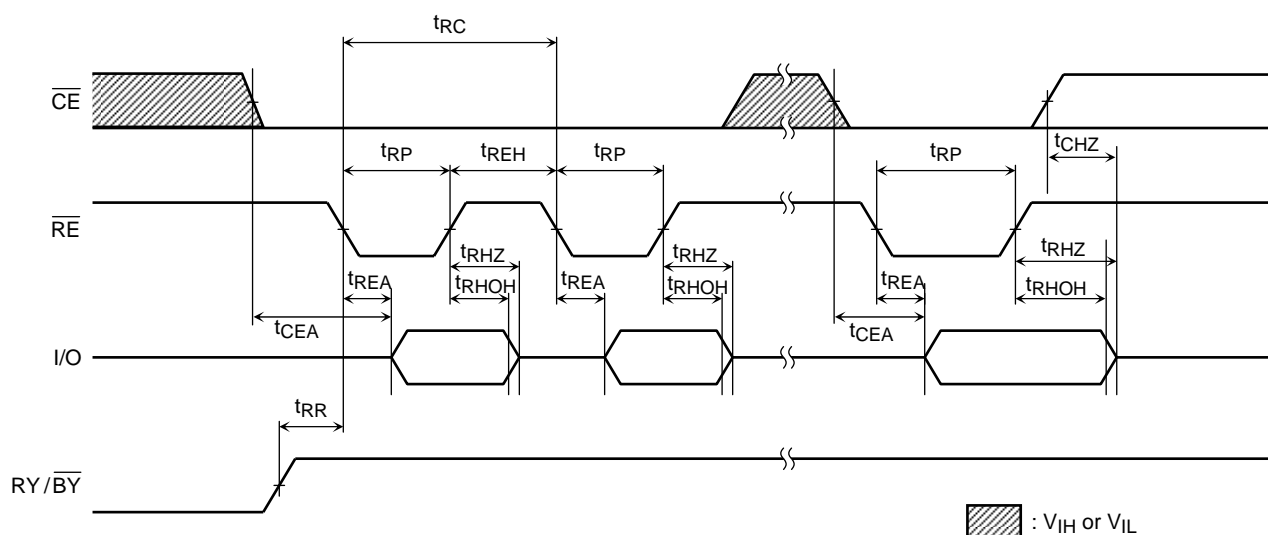 tRC
CE
tCHZ
tRP tREH tRP tRP
RE
tRHZ tRHZ tRHZ
tREA tRHOH tREA tRHOH tREA tRHOH
tCEA tCEA
I/O
tRR
RY/BY
: VIH or VIL